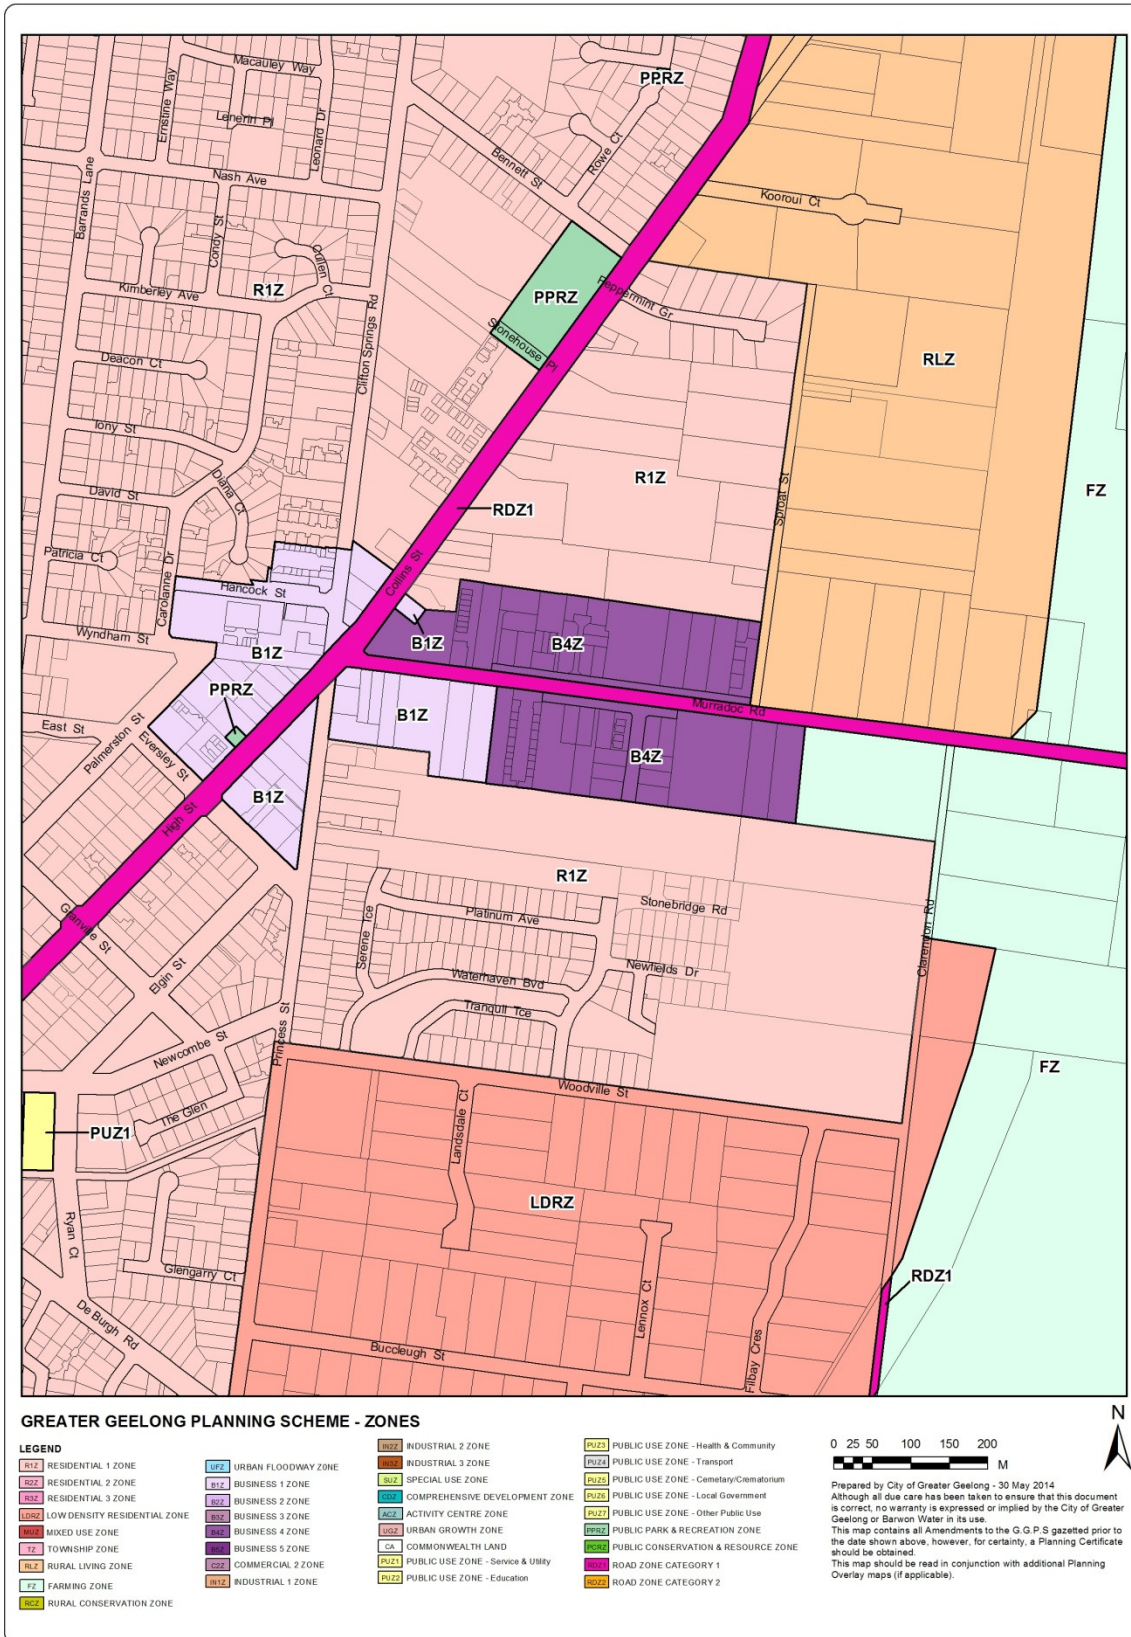 Macauley Way
Ernstine Way
Lenerin Pl
Leonard Dr
PPRZ
Rowe Ct
Bennett St
Barrands Lane
Nash Ave
Condy St
Cullen Ct
Kooroui Ct
Kimberley Ave
R1Z
PPRZ
Peppermint Gr
Clifton Springs Rd
Stonehouse Pl
Deacon Ct
RLZ
Tony St
Diana Ct
David St
R1Z
FZ
Sproat St
RDZ1
Patricia Ct
Carolanne Dr
Hancock St
Collins St
Wyndham St
B1Z
B1Z
B4Z
PPRZ
East St
Palmerston St
Eversley St
B1Z
Murradoc Rd
B4Z
B1Z
High St
R1Z
Granville St
Platinum Ave
Stonebridge Rd
Serene Tce
Clarendon Rd
Elgin St
Waterhaven Bvd
Newfields Dr
Tranquil Tce
Princess St
Newcombe St
FZ
Woodville St
The Glen
PUZ1
Landsdale Ct
LDRZ
Ryan Ct
Glengarry Ct
RDZ1
De Burgh Rd
Lennox Ct
Filbay Cres
Buccleugh St
GREATER GEELONG PLANNING SCHEME - ZONES
LEGEND
R1Z RESIDENTIAL 1 ZONE
R2Z RESIDENTIAL 2 ZONE
R3Z RESIDENTIAL 3 ZONE
LDRZ LOW DENSITY RESIDENTIAL ZONE
MUZ MIXED USE ZONE
TZ TOWNSHIP ZONE
RLZ RURAL LIVING ZONE
FZ FARMING ZONE
RCZ RURAL CONSERVATION ZONE
UFZ URBAN FLOODWAY ZONE
B1Z BUSINESS 1 ZONE
B2Z BUSINESS 2 ZONE
B3Z BUSINESS 3 ZONE
B4Z BUSINESS 4 ZONE
B5Z BUSINESS 5 ZONE
C2Z COMMERCIAL 2 ZONE
IN1Z INDUSTRIAL 1 ZONE
IN2Z INDUSTRIAL 2 ZONE
IN3Z INDUSTRIAL 3 ZONE
SUZ SPECIAL USE ZONE
CDZ COMPREHENSIVE DEVELOPMENT ZONE
ACZ ACTIVITY CENTRE ZONE
UGZ URBAN GROWTH ZONE
CA COMMONWEALTH LAND
PUZ1 PUBLIC USE ZONE - Service & Utility
PUZ2 PUBLIC USE ZONE - Education
PUZ3 PUBLIC USE ZONE - Health & Community
PUZ4 PUBLIC USE ZONE - Transport
PUZ5 PUBLIC USE ZONE - Cemetary/Crematorium
PUZ6 PUBLIC USE ZONE - Local Government
PUZ7 PUBLIC USE ZONE - Other Public Use
PPRZ PUBLIC PARK & RECREATION ZONE
PCRZ PUBLIC CONSERVATION & RESOURCE ZONE
RDZ1 ROAD ZONE CATEGORY 1
RDZ2 ROAD ZONE CATEGORY 2
N
0 25 50 100 150 200
M
Prepared by City of Greater Geelong - 30 May 2014
Although all due care has been taken to ensure that this document
is correct, no warranty is expressed or implied by the City of Greater
Geelong or Barwon Water in its use.
This map contains all Amendments to the G.G.P.S gazetted prior to
the date shown above, however, for certainty, a Planning Certificate
should be obtained.
This map should be read in conjunction with additional Planning
Overlay maps (if applicable).